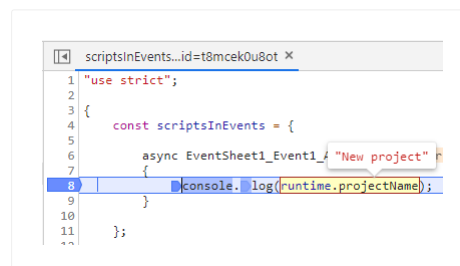 scriptsInEvents...id=t8mcek0u8ot ×
1 "use strict";
2
3 {
4 const scriptsInEvents = {
5
6 async EventSheet1_Event1_A "New project"
7 {
8 console.log(runtime.projectName);
9 }
10
11 };